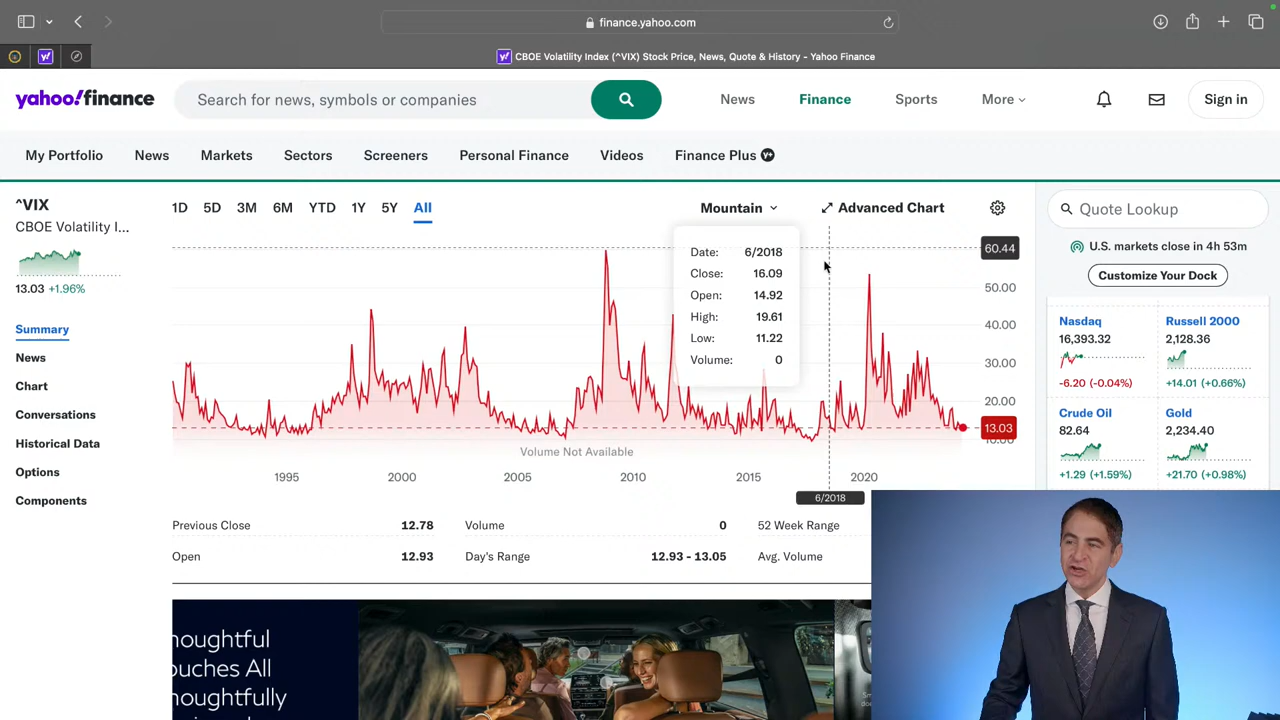 finance.yahoo.com
CBOE Volatility Index (^VIX) Stock Price, News, Quote & History - Yahoo Finance
yahoo!finance
Search for news, symbols or companies
News
Finance
Sports
More
Sign in
My Portfolio
News
Markets
Sectors
Screeners
Personal Finance
Videos
Finance Plus
^VIX
CBOE Volatility I...
13.03 +1.96%
Summary
News
Chart
Conversations
Historical Data
Options
Components
1D 5D 3M 6M YTD 1Y 5Y All
Mountain
Advanced Chart
Date: 6/2018
Close: 16.09
Open: 14.92
High: 19.61
Low: 11.22
Volume: 0
60.44
50.00
40.00
30.00
20.00
13.03
10.00
Volume Not Available
1995 2000 2005 2010 2015 2020
6/2018
Previous Close 12.78 Volume 0 52 Week Range
Open 12.93 Day's Range 12.93 - 13.05 Avg. Volume
Quote Lookup
U.S. markets close in 4h 53m
Customize Your Dock
Nasdaq
16,393.32
-6.20 (-0.04%)
Russell 2000
2,128.36
+14.01 (+0.66%)
Crude Oil
82.64
+1.29 (+1.59%)
Gold
2,234.40
+21.70 (+0.98%)
houghtful
ouches All
houghtfully